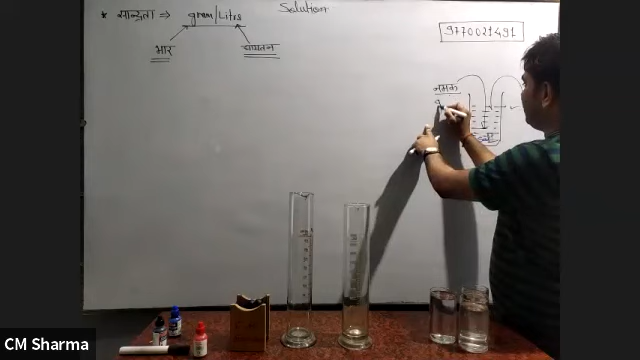 Solution
* सान्द्रता ⇒ gram/Litre
भार आयतन
9770021491
नमक
CM Sharma